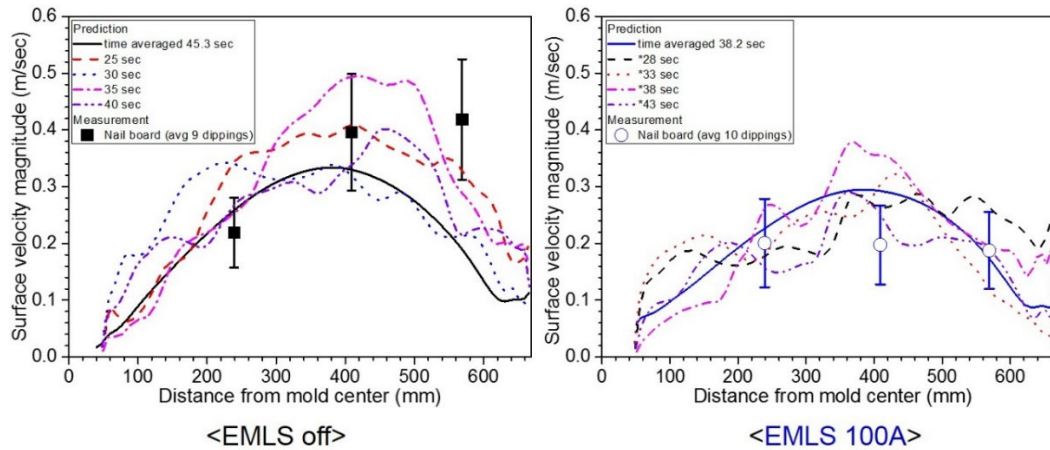 Surface velocity magnitude (m/sec)
0.6
0.5
0.4
0.3
0.2
0.1
0.0
Prediction
time averaged 45.3 sec
25 sec
30 sec
35 sec
40 sec
Measurement
Nail board (avg 9 dippings)
0 100 200 300 400 500 600
Distance from mold center (mm)
<EMLS off>
Surface velocity magnitude (m/sec)
0.6
0.5
0.4
0.3
0.2
0.1
0.0
Prediction
time averaged 38.2 sec
*28 sec
*33 sec
*38 sec
*43 sec
Measurement
Nail board (avg 10 dippings)
0 100 200 300 400 500 600
Distance from mold center (mm)
<EMLS 100A>